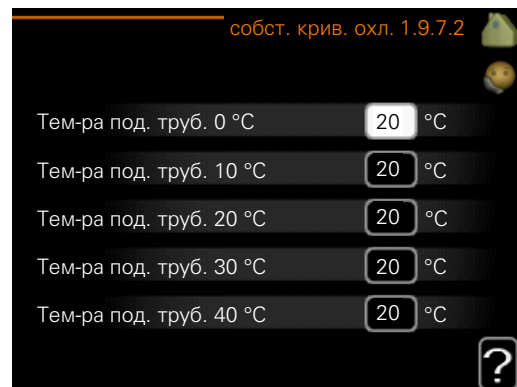 собст. крив. охл. 1.9.7.2
Тем-ра под. труб. 0 °C 20 °C
Тем-ра под. труб. 10 °C 20 °C
Тем-ра под. труб. 20 °C 20 °C
Тем-ра под. труб. 30 °C 20 °C
Тем-ра под. труб. 40 °C 20 °C
?